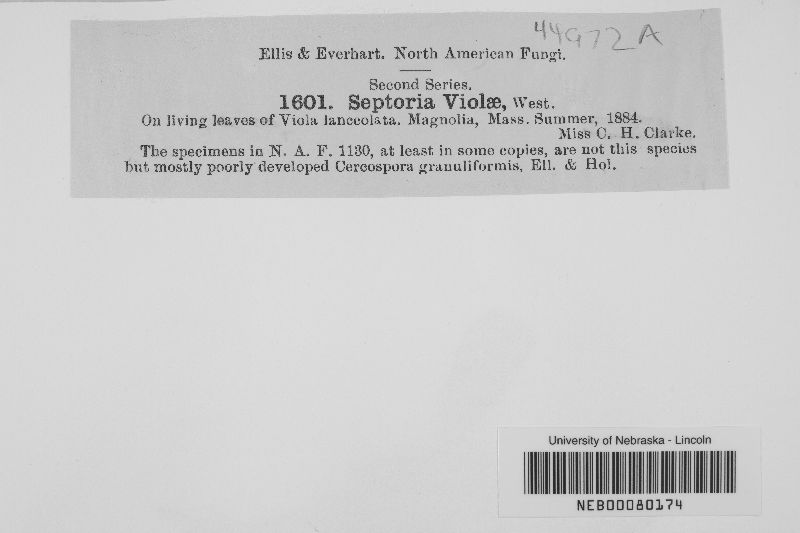 44972A
Ellis & Everhart. North American Fungi.
Second Series.
1601. Septoria Violæ, West.
On living leaves of Viola lanceolata. Magnolia, Mass. Summer, 1884.
Miss C. H. Clarke.
The specimens in N. A. F. 1130, at least in some copies, are not this species
but mostly poorly developed Cercospora granuliformis, Ell. & Hol.
University of Nebraska - Lincoln
NEB00080174